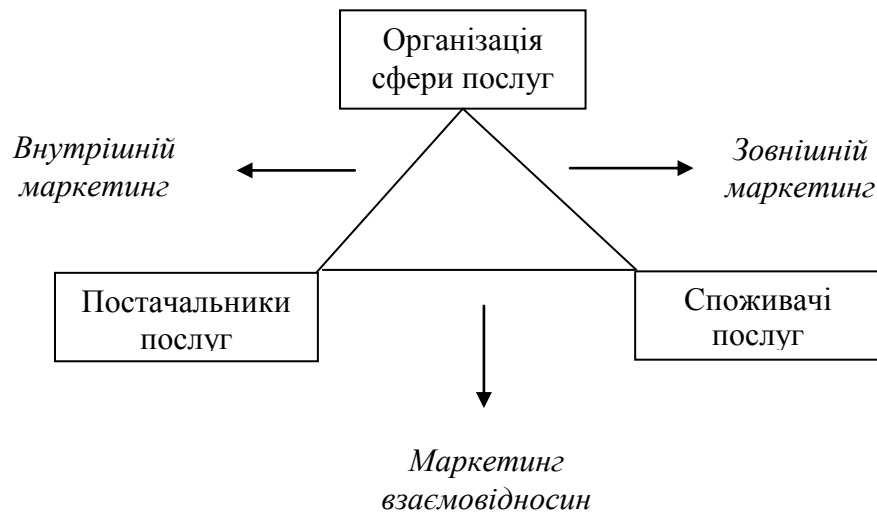 Організація
сфери послуг
Внутрішній
маркетинг
Зовнішній
маркетинг
Постачальники
послуг
Споживачі
послуг
Маркетинг
взаємовідносин